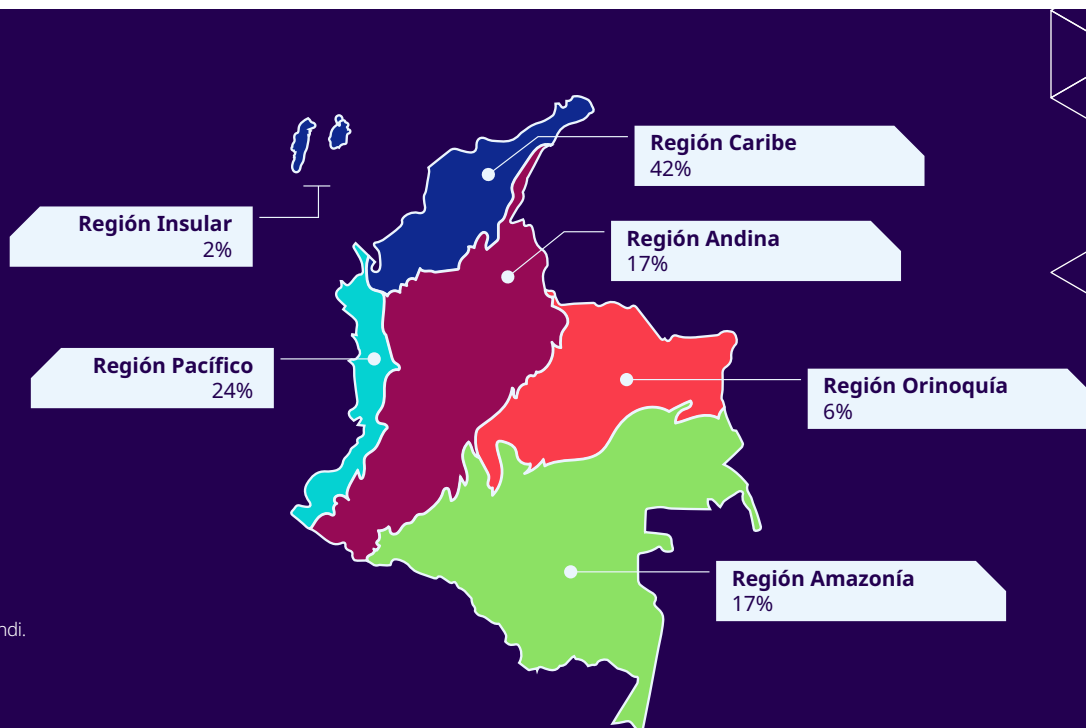 Región Caribe
42%
Región Insular
2%
Región Andina
17%
Región Pacífico
24%
Región Orinoquía
6%
Región Amazonía
17%
ndi.